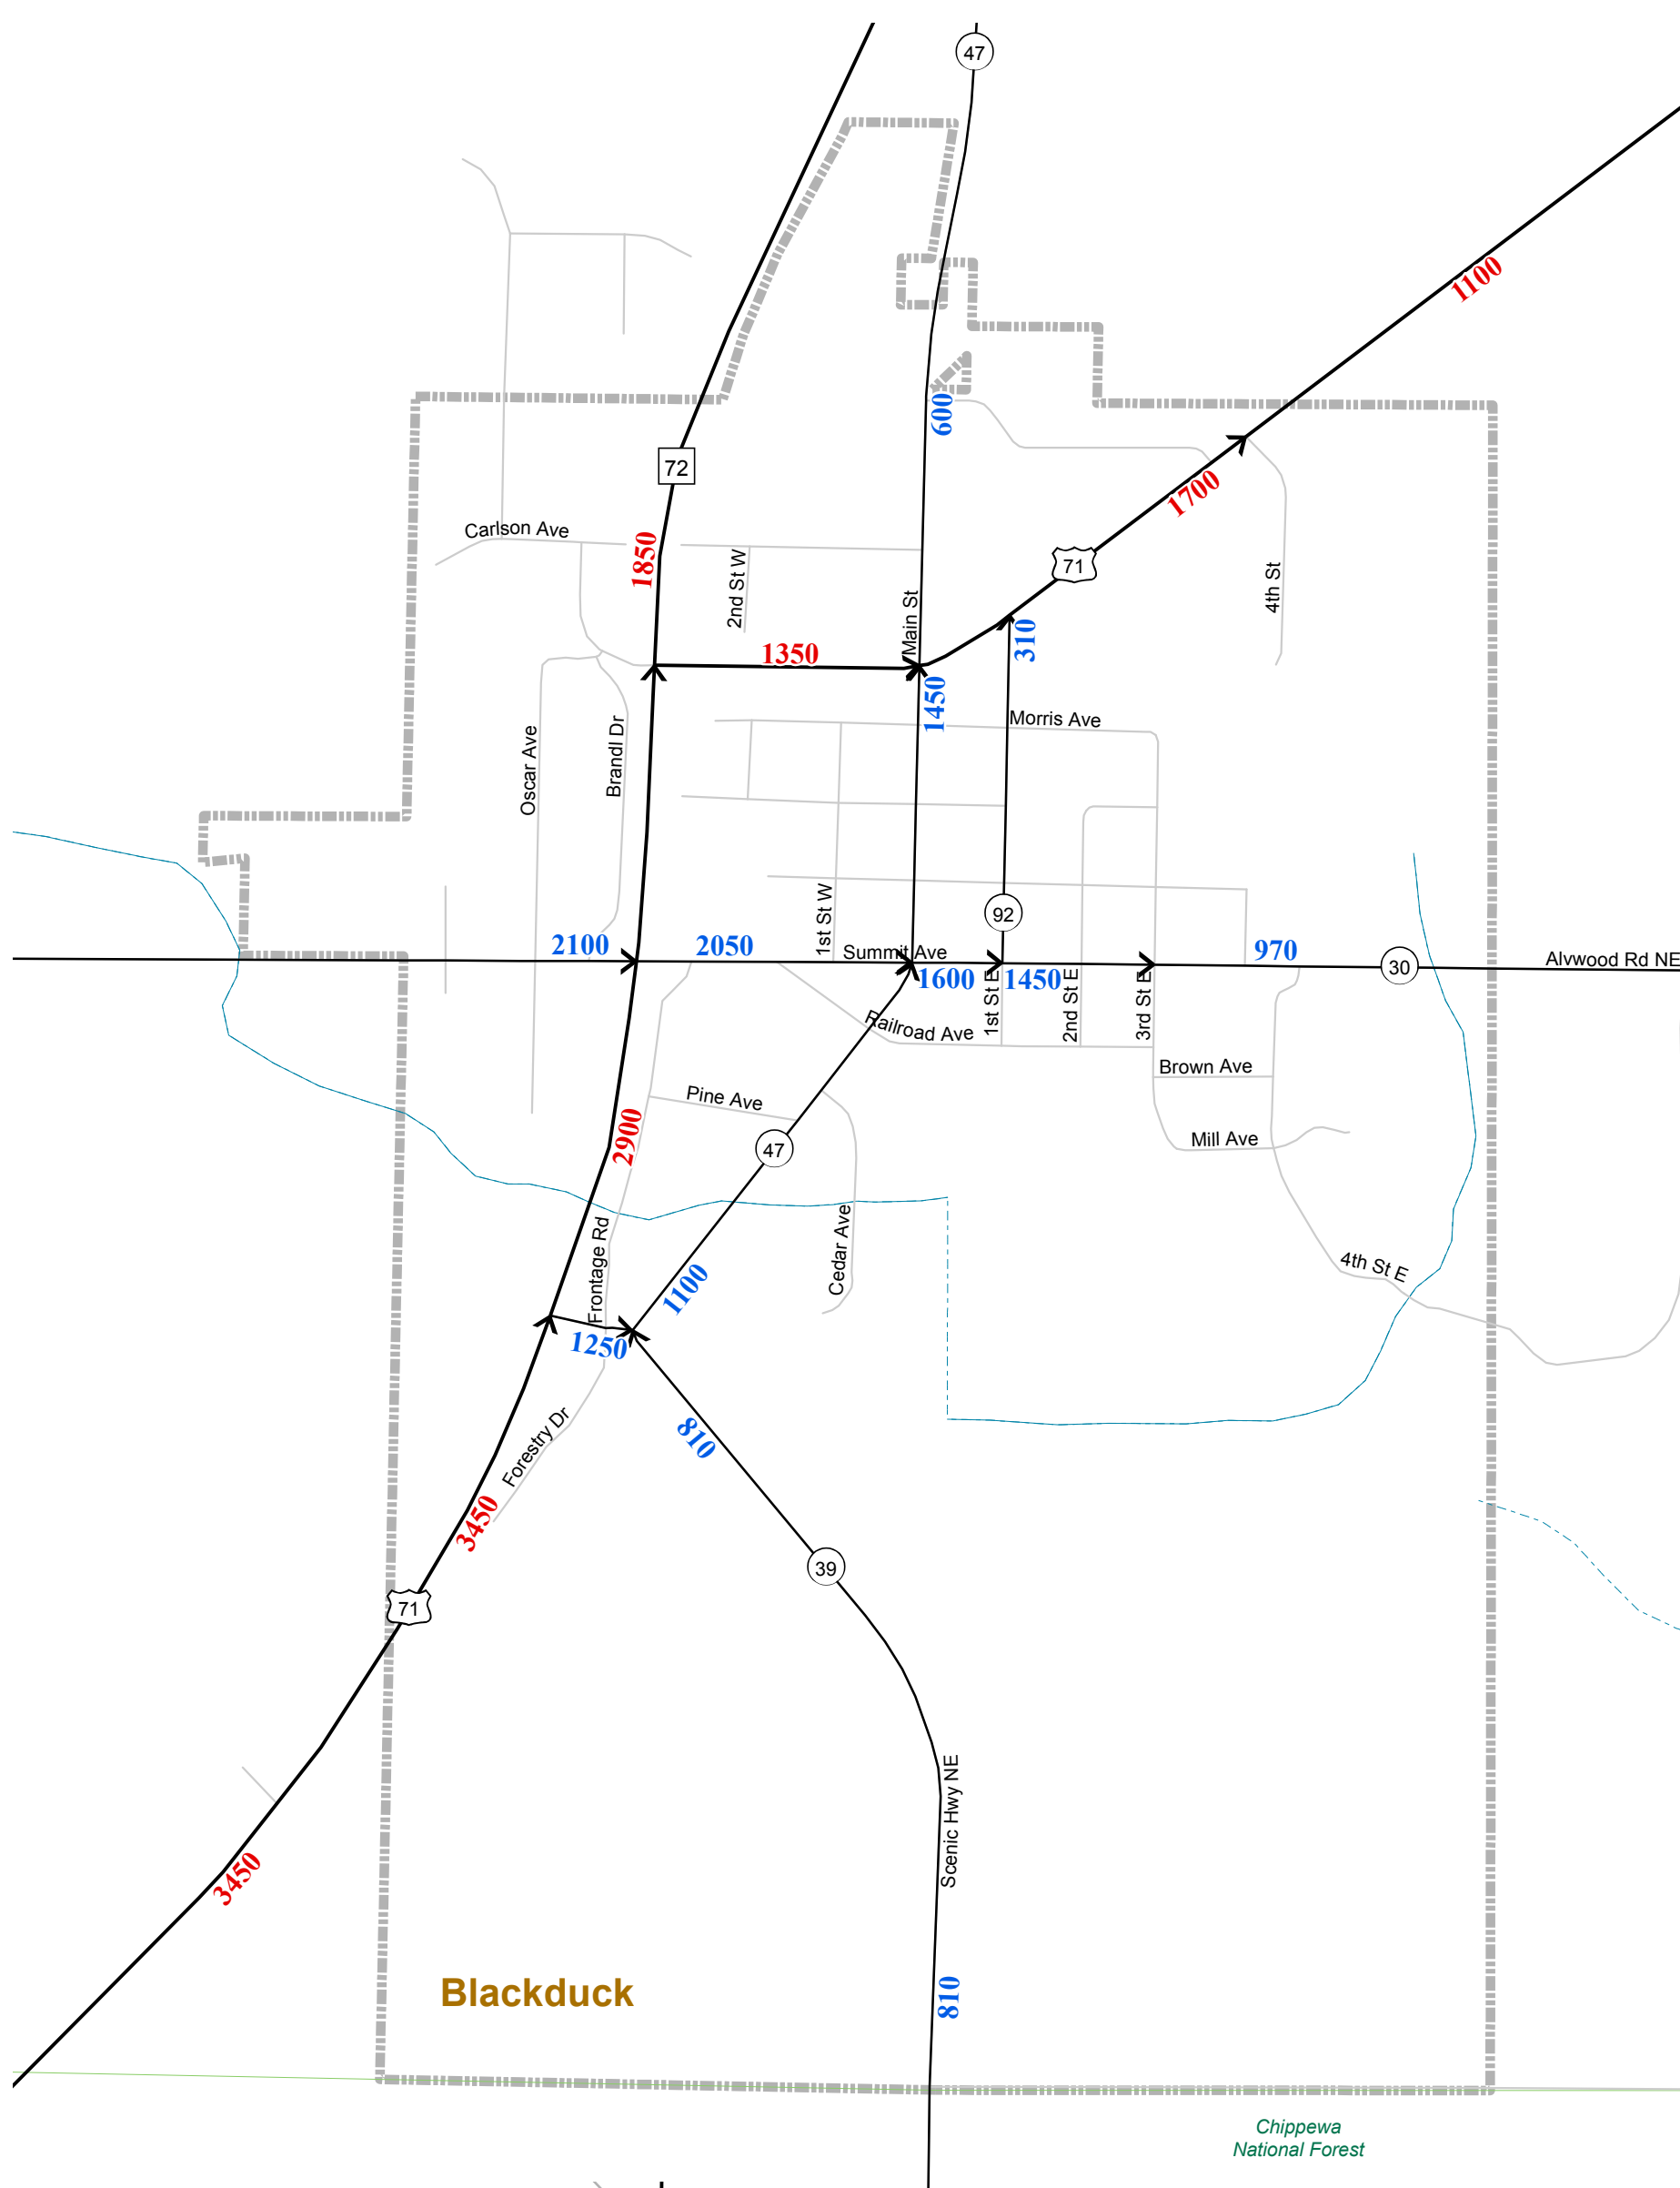 47
1100
600
72
1700
Carlson Ave
1850
2nd St W
71
4th St
Main St
310
1350
1450
Morris Ave
Oscar Ave
Brandl Dr
1st St W
92
2100
2050
Summit Ave
970
30
Alvwood Rd NE
1600
1450
1st St E
2nd St E
3rd St E
Railroad Ave
Brown Ave
Pine Ave
2900
Mill Ave
47
Frontage Rd
Cedar Ave
4th St E
1100
1250
810
Forestry Dr
3450
39
71
Scenic Hwy NE
3450
Blackduck
810
Chippewa
National Forest